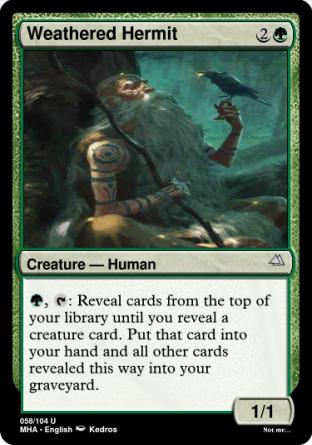 Weathered Hermit 2
Creature — Human
, : Reveal cards from the top of
your library until you reveal a
creature card. Put that card into
your hand and all other cards
revealed this way into your
graveyard.
1/1
058/104 U
MHA • English Kedros
Not me...